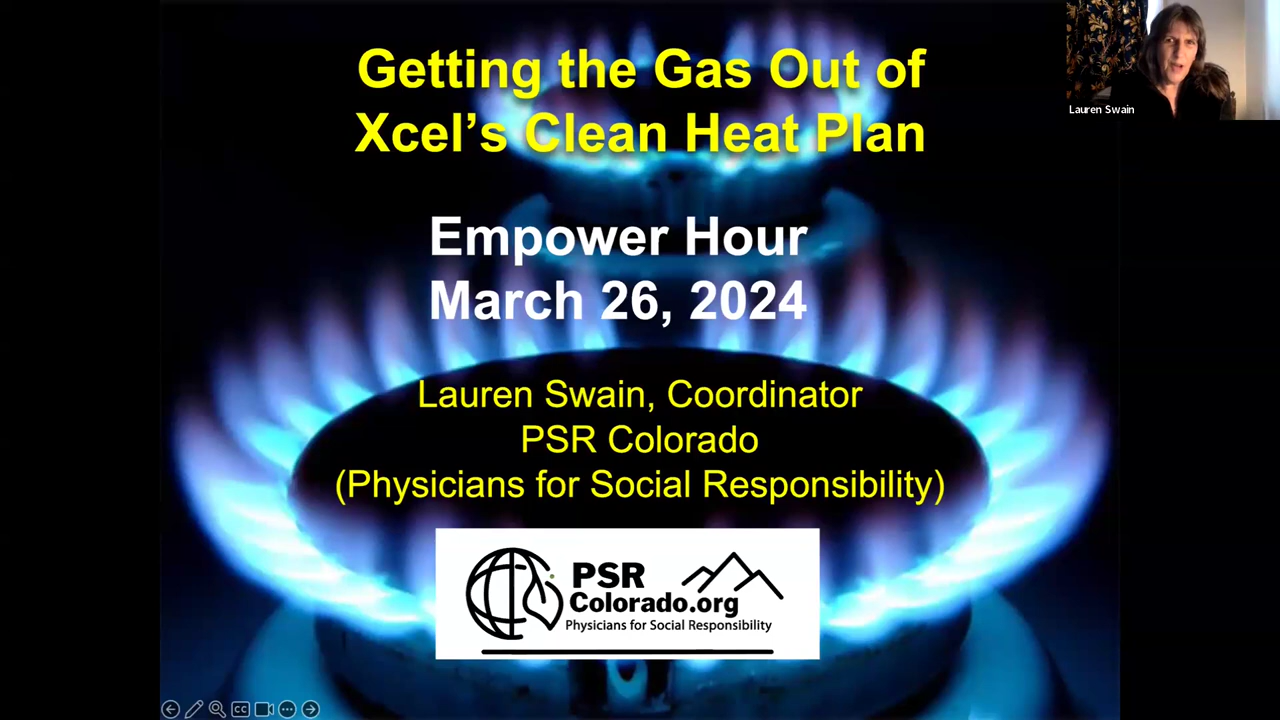 Getting the Gas Out of
Xcel's Clean Heat Plan
Lauren Swain
Empower Hour
March 26, 2024
Lauren Swain, Coordinator
PSR Colorado
(Physicians for Social Responsibility)
PSR
Colorado.org
Physicians for Social Responsibility
CC